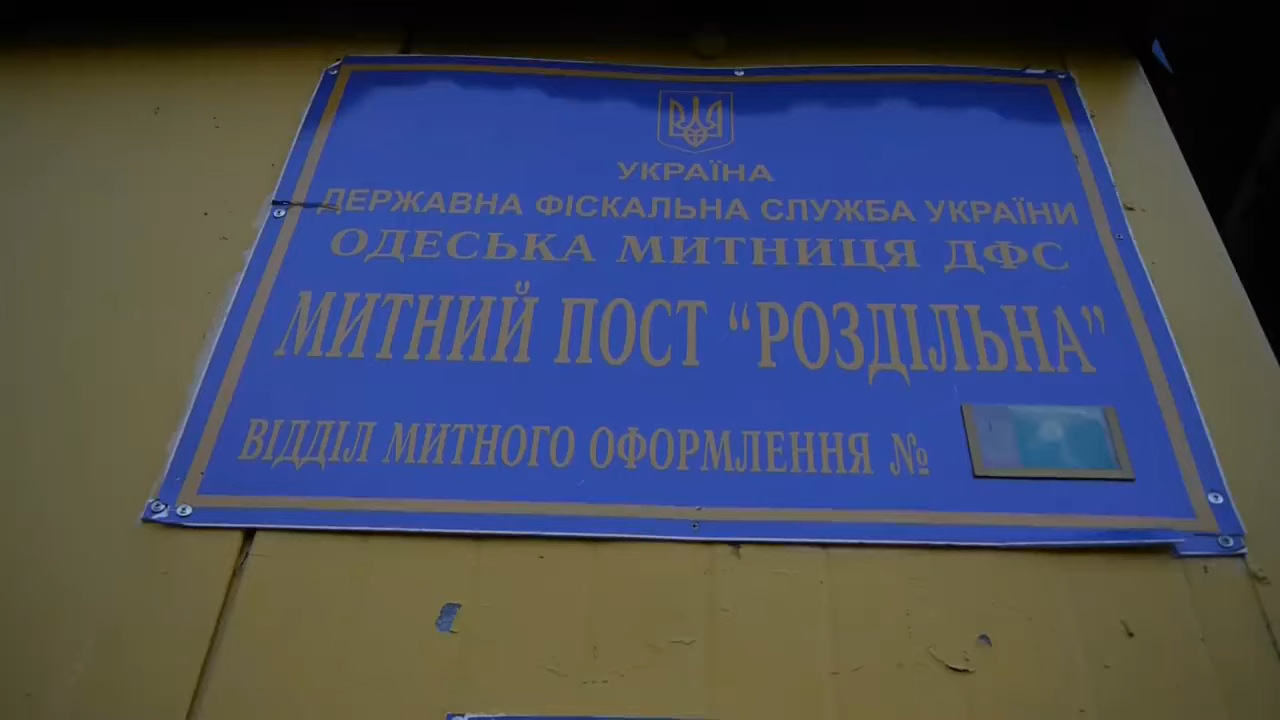 УКРАЇНА
ДЕРЖАВНА ФІСКАЛЬНА СЛУЖБА УКРАЇНИ
ОДЕСЬКА МИТНИЦЯ ДФС
МИТНИЙ ПОСТ “РОЗДІЛЬНА”
ВІДДІЛ МИТНОГО ОФОРМЛЕННЯ №